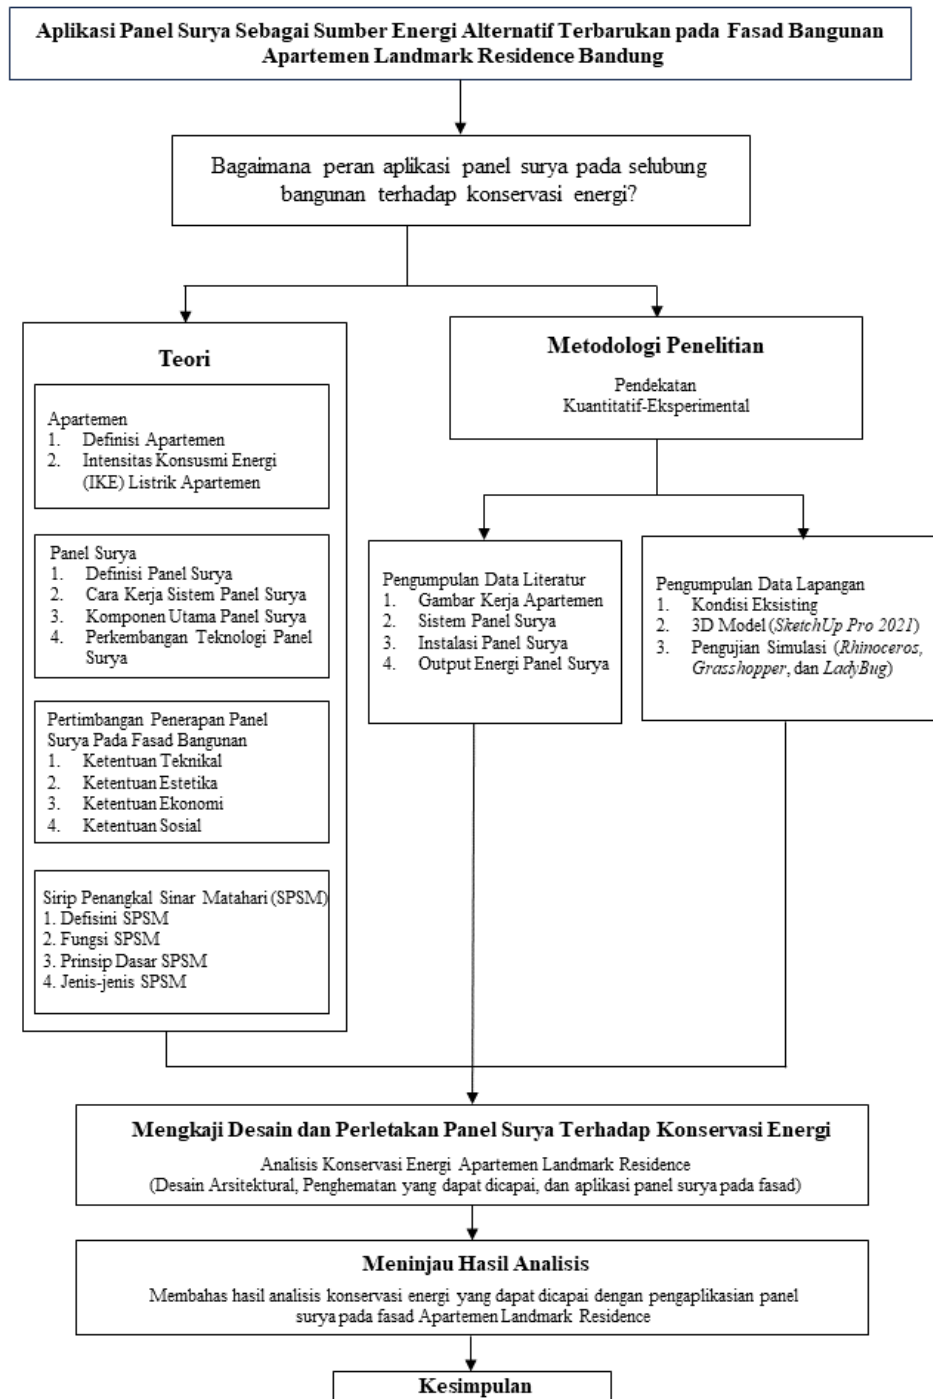 Aplikasi Panel Surya Sebagai Sumber Energi Alternatif Terbarukan pada Fasad Bangunan
Apartemen Landmark Residence Bandung
Bagaimana peran aplikasi panel surya pada selubung
bangunan terhadap konservasi energi?
Teori
Apartemen
1. Definisi Apartemen
2. Intensitas Konsusmi Energi
(IKE) Listrik Apartemen
Panel Surya
1. Definisi Panel Surya
2. Cara Kerja Sistem Panel Surya
3. Komponen Utama Panel Surya
4. Perkembangan Teknologi Panel
Surya
Pertimbangan Penerapan Panel
Surya Pada Fasad Bangunan
1. Ketentuan Teknikal
2. Ketentuan Estetika
3. Ketentuan Ekonomi
4. Ketentuan Sosial
Sirip Penangkal Sinar Matahari (SPSM)
1. Defisini SPSM
2. Fungsi SPSM
3. Prinsip Dasar SPSM
4. Jenis-jenis SPSM
Metodologi Penelitian
Pendekatan
Kuantitatif-Eksperimental
Pengumpulan Data Literatur
1. Gambar Kerja Apartemen
2. Sistem Panel Surya
3. Instalasi Panel Surya
4. Output Energi Panel Surya
Pengumpulan Data Lapangan
1. Kondisi Eksisting
2. 3D Model (SketchUp Pro 2021)
3. Pengujian Simulasi (Rhinoceros,
Grasshopper, dan LadyBug)
Mengkaji Desain dan Perletakan Panel Surya Terhadap Konservasi Energi
Analisis Konservasi Energi Apartemen Landmark Residence
(Desain Arsitektural, Penghematan yang dapat dicapai, dan aplikasi panel surya pada fasad)
Meninjau Hasil Analisis
Membahas hasil analisis konservasi energi yang dapat dicapai dengan pengaplikasian panel
surya pada fasad Apartemen Landmark Residence
Kesimpulan